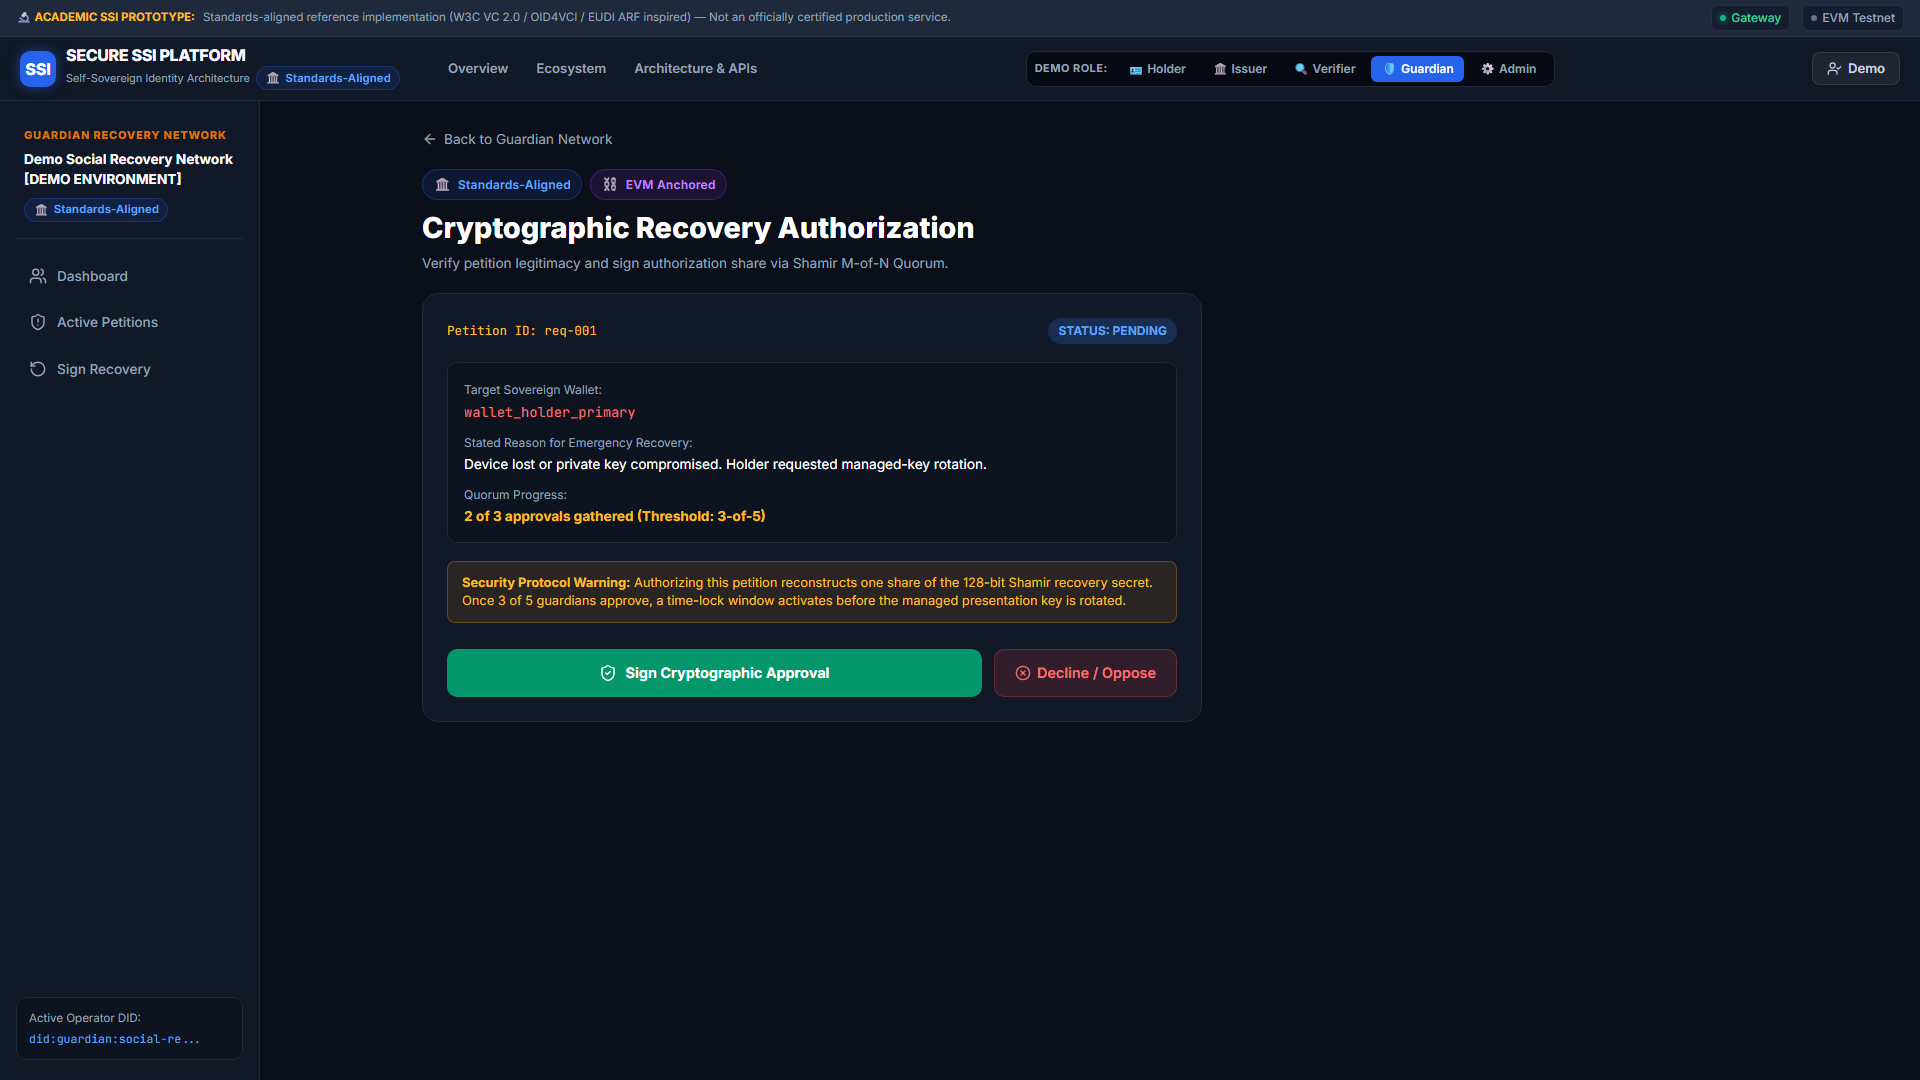 ACADEMIC SSI PROTOTYPE: Standards-aligned reference implementation (W3C VC 2.0 / OID4VCI / EUDI ARF inspired) — Not an officially certified production service.
Gateway
EVM Testnet
SSI
SECURE SSI PLATFORM
Self-Sovereign Identity Architecture
Standards-Aligned
Overview
Ecosystem
Architecture & APIs
DEMO ROLE:
Holder
Issuer
Verifier
Guardian
Admin
Demo
GUARDIAN RECOVERY NETWORK
Demo Social Recovery Network
[DEMO ENVIRONMENT]
Standards-Aligned
Dashboard
Active Petitions
Sign Recovery
Active Operator DID:
did:guardian:social-re...
Back to Guardian Network
Standards-Aligned
EVM Anchored
Cryptographic Recovery Authorization
Verify petition legitimacy and sign authorization share via Shamir M-of-N Quorum.
Petition ID: req-001
STATUS: PENDING
Target Sovereign Wallet:
wallet_holder_primary
Stated Reason for Emergency Recovery:
Device lost or private key compromised. Holder requested managed-key rotation.
Quorum Progress:
2 of 3 approvals gathered (Threshold: 3-of-5)
Security Protocol Warning: Authorizing this petition reconstructs one share of the 128-bit Shamir recovery secret.
Once 3 of 5 guardians approve, a time-lock window activates before the managed presentation key is rotated.
Sign Cryptographic Approval
Decline / Oppose